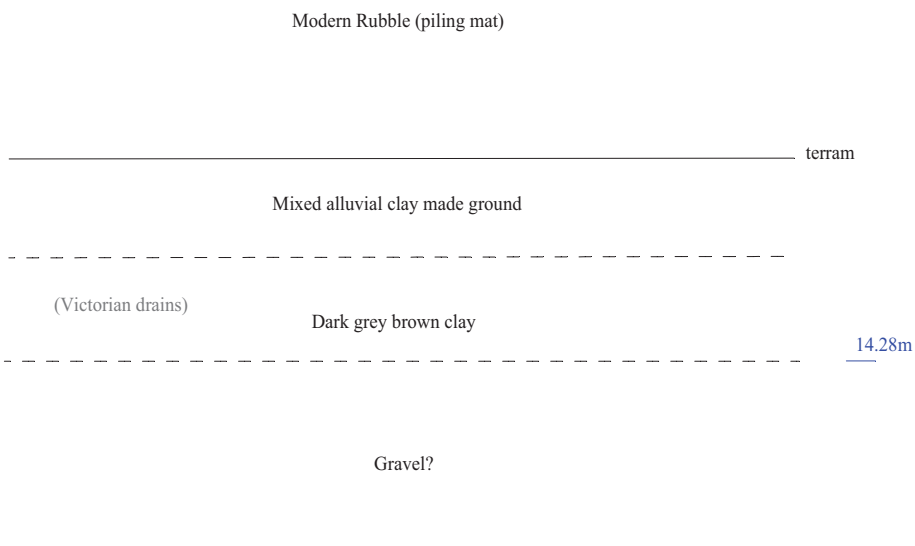 Modern Rubble (piling mat)
terram
Mixed alluvial clay made ground
(Victorian drains)
Dark grey brown clay
14.28m
Gravel?